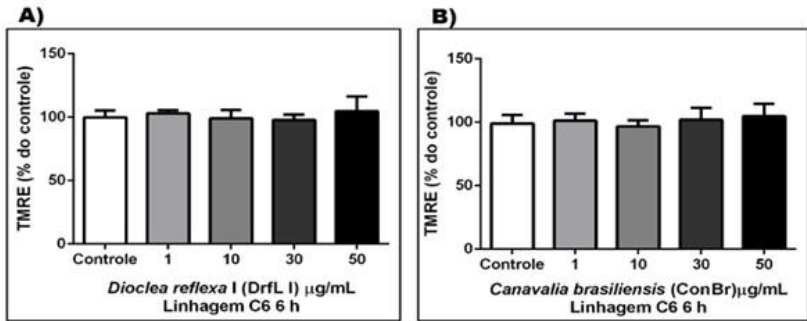 A)
TMRE (% do controle)
150
100
50
0
Controle 1 10 30 50
Dioclea reflexa I (DrfL I) µg/mL
Linhagem C6 6 h
B)
TMRE (% do controle)
150
100
50
0
Controle 1 10 30 50
Canavalia brasiliensis (ConBr)µg/mL
Linhagem C6 6 h